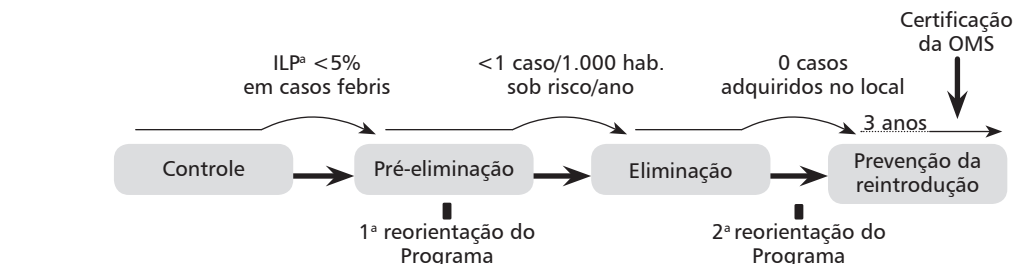 Certificação
da OMS
ILPª <5%
em casos febris
<1 caso/1.000 hab.
sob risco/ano
0 casos
adquiridos no local
3 anos
Controle
Pré-eliminação
Eliminação
Prevenção da
reintrodução
1ª reorientação do
Programa
2ª reorientação do
Programa